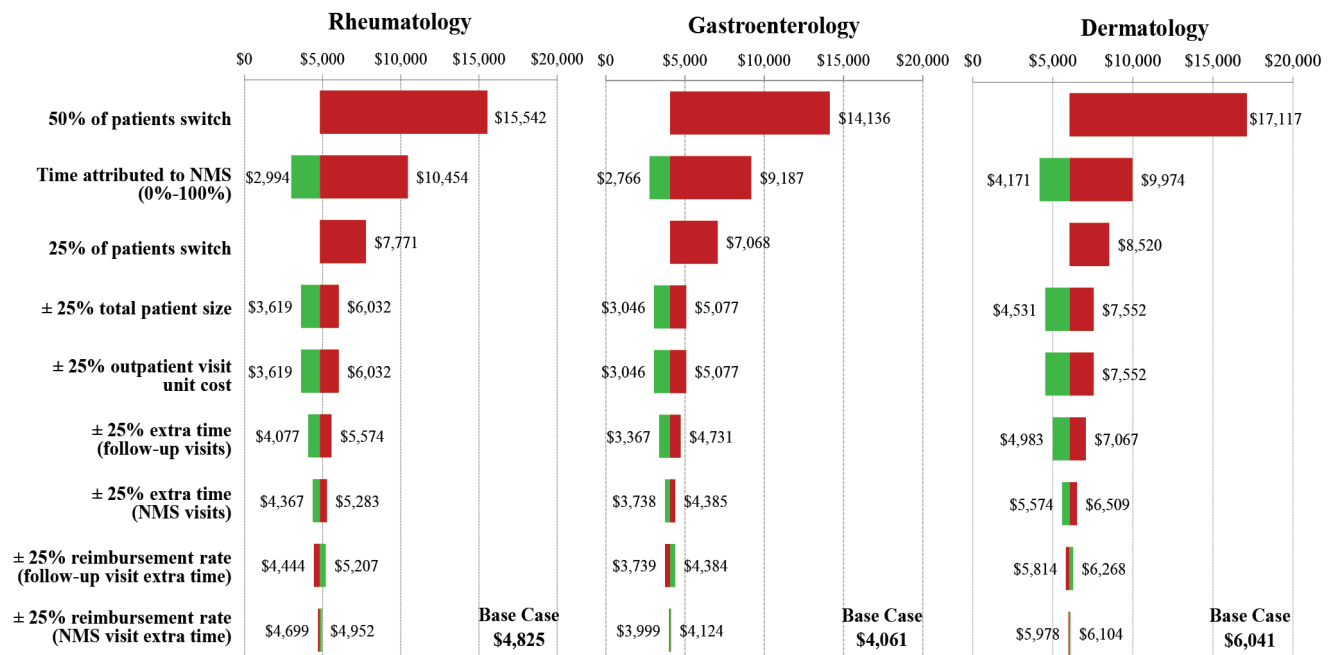 Rheumatology
Gastroenterology
Dermatology
$0 $5,000 $10,000 $15,000 $20,000
$0 $5,000 $10,000 $15,000 $20,000
$0 $5,000 $10,000 $15,000 $20,000
50% of patients switch
$15,542
$14,136
$17,117
Time attributed to NMS
(0%-100%)
$2,994 $10,454
$2,766 $9,187
$4,171 $9,974
25% of patients switch
$7,771
$7,068
$8,520
± 25% total patient size
$3,619 $6,032
$3,046 $5,077
$4,531 $7,552
± 25% outpatient visit
unit cost
$3,619 $6,032
$3,046 $5,077
$7,552
± 25% extra time
(follow-up visits)
$4,077 $5,574
$3,367 $4,731
$4,983 $7,067
± 25% extra time
(NMS visits)
$4,367 $5,283
$3,738 $4,385
$5,574 $6,509
± 25% reimbursement rate
(follow-up visit extra time)
$4,444 $5,207
$3,739 $4,384
$5,814 $6,268
± 25% reimbursement rate
(NMS visit extra time)
$4,699 $4,952
Base Case
$4,825
$3,999 $4,124
Base Case
$4,061
$5,978 $6,104
Base Case
$6,041